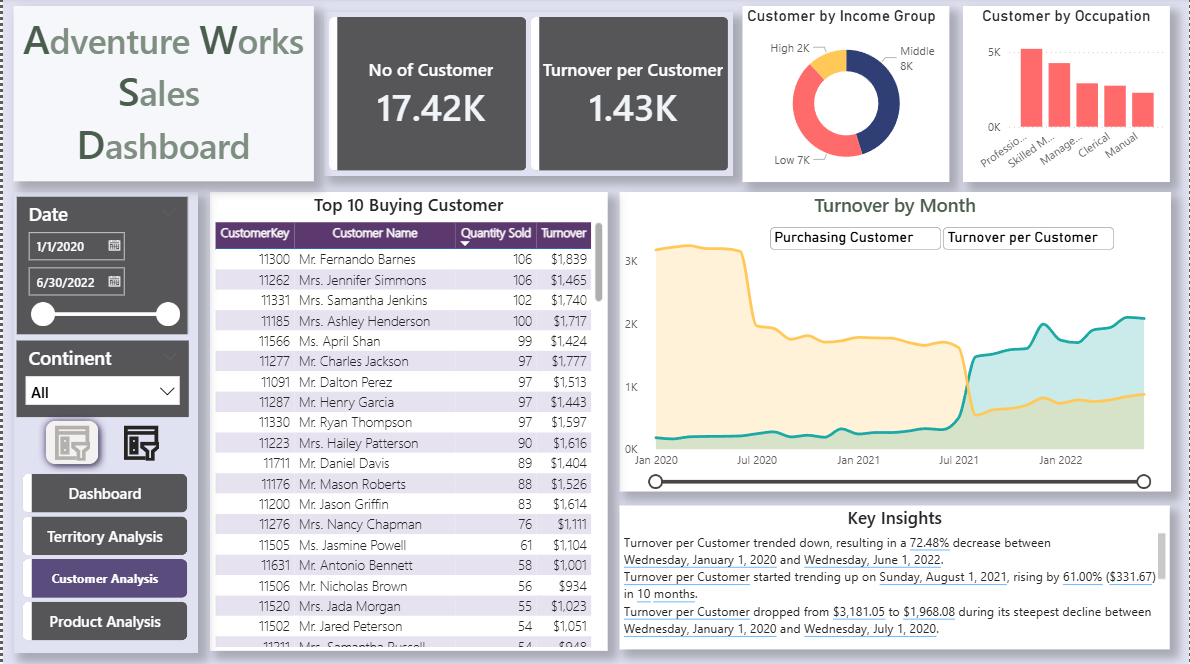 Adventure Works
Sales
Dashboard
No of Customer
17.42K
Turnover per Customer
1.43K
Customer by Income Group
High 2K
Middle
8K
Low 7K
Customer by Occupation
5K
0K
Professio...
Skilled M...
Manage...
Clerical
Manual
Date
1/1/2020
6/30/2022
Continent
All
Dashboard
Territory Analysis
Customer Analysis
Product Analysis
Top 10 Buying Customer
CustomerKey Customer Name Quantity Sold Turnover
11300 Mr. Fernando Barnes 106 $1,839
11262 Mrs. Jennifer Simmons 106 $1,465
11331 Mrs. Samantha Jenkins 102 $1,740
11185 Mrs. Ashley Henderson 100 $1,717
11566 Ms. April Shan 99 $1,424
11277 Mr. Charles Jackson 97 $1,777
11091 Mr. Dalton Perez 97 $1,513
11287 Mr. Henry Garcia 97 $1,443
11330 Mr. Ryan Thompson 97 $1,597
11223 Mrs. Hailey Patterson 90 $1,616
11711 Mr. Daniel Davis 89 $1,404
11176 Mr. Mason Roberts 88 $1,526
11200 Mr. Jason Griffin 83 $1,614
11276 Mrs. Nancy Chapman 76 $1,111
11505 Ms. Jasmine Powell 61 $1,104
11631 Mr. Antonio Bennett 58 $1,001
11506 Mr. Nicholas Brown 56 $934
11520 Mrs. Jada Morgan 55 $1,023
11502 Mr. Jared Peterson 54 $1,051
Mrs. Samantha Russell 54 $948
Turnover by Month
Purchasing Customer Turnover per Customer
3K
2K
1K
0K
Jan 2020 Jul 2020 Jan 2021 Jul 2021 Jan 2022
Key Insights
Turnover per Customer trended down, resulting in a 72.48% decrease between
Wednesday, January 1, 2020 and Wednesday, June 1, 2022.
Turnover per Customer started trending up on Sunday, August 1, 2021, rising by 61.00% ($331.67)
in 10 months.
Turnover per Customer dropped from $3,181.05 to $1,968.08 during its steepest decline between
Wednesday, January 1, 2020 and Wednesday, July 1, 2020.